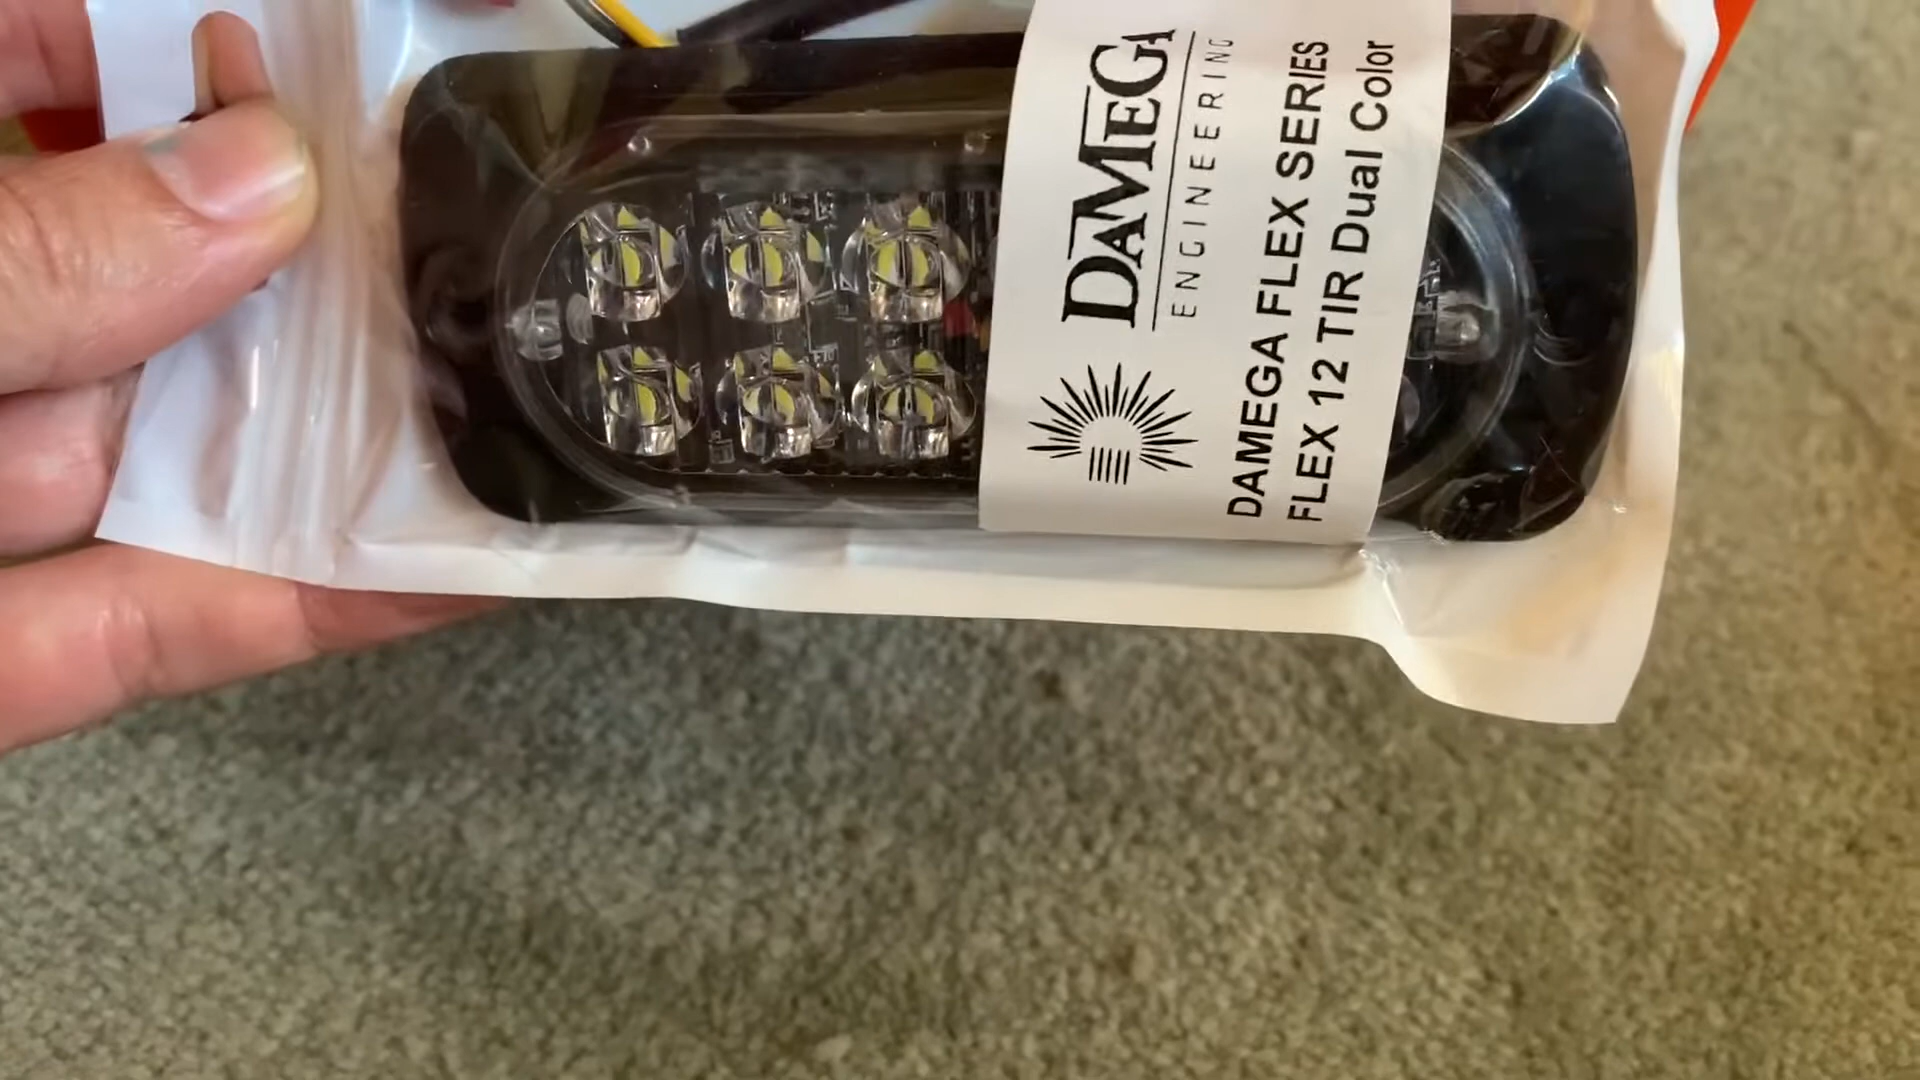 DAMEGA
ENGINEERING
DAMEGA FLEX SERIES
FLEX 12 TIR Dual Color